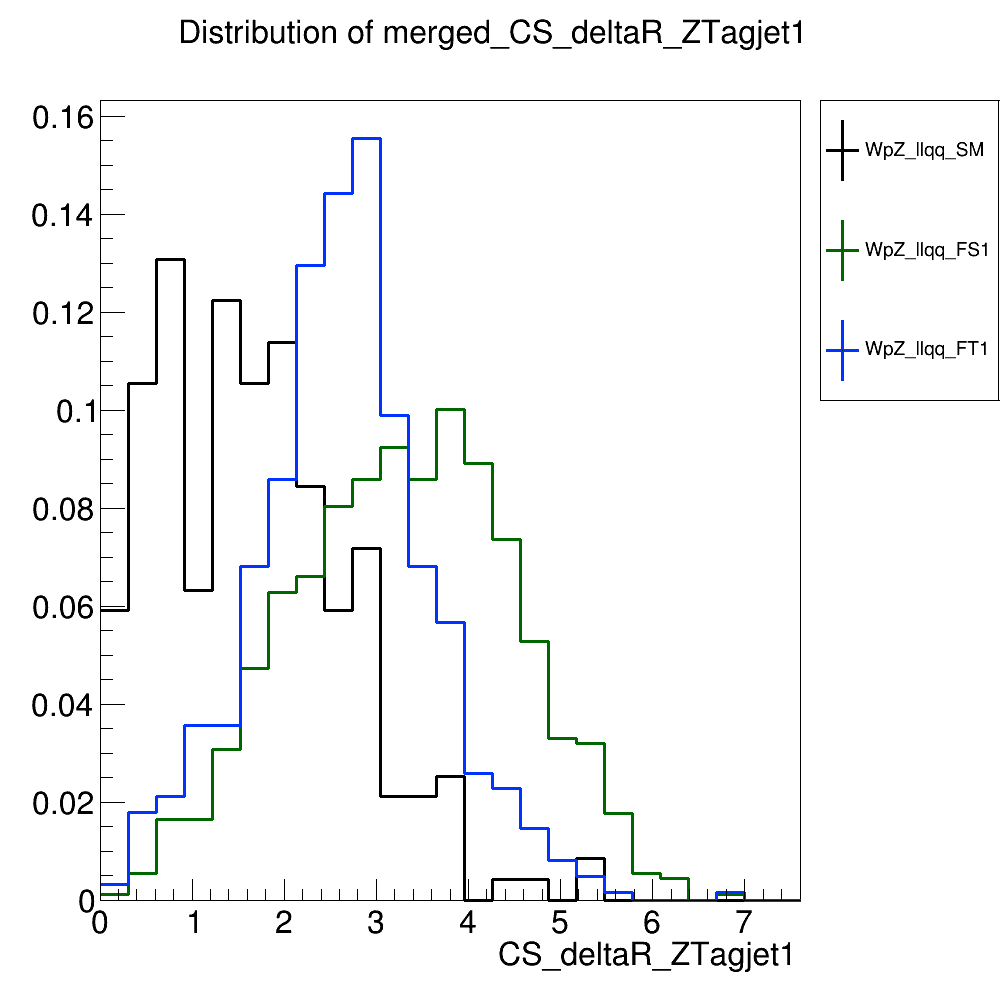 Distribution of merged_CS_deltaR_ZTagjet1
0.16
0.14
0.12
0.1
0.08
0.06
0.04
0.02
0
0 1 2 3 4 5 6 7
CS_deltaR_ZTagjet1
WpZ_llqq_SM
WpZ_llqq_FS1
WpZ_llqq_FT1